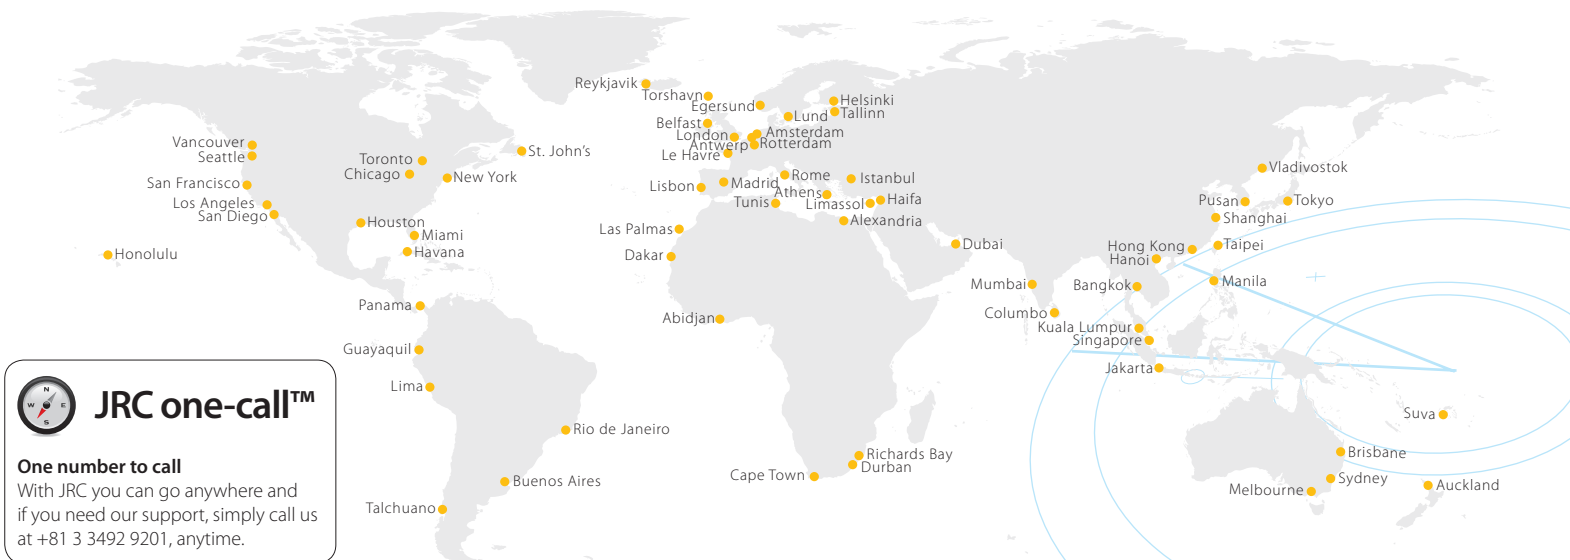 Reykjavik
Torshavn
Egersund
Helsinki
Tallinn
Lund
Belfast
London
Amsterdam
Antwerp
Rotterdam
Le Havre
Vancouver
Seattle
Toronto
Chicago
St. John's
New York
San Francisco
Los Angeles
San Diego
Houston
Miami
Havana
Honolulu
Lisbon
Madrid
Rome
Athens
Istanbul
Tunis
Limassol
Haifa
Alexandria
Las Palmas
Dakar
Dubai
Vladivostok
Pusan
Tokyo
Shanghai
Hong Kong
Taipei
Hanoi
Mumbai
Bangkok
Manila
Columbo
Kuala Lumpur
Singapore
Jakarta
Panama
Abidjan
Guayaquil
Lima
Rio de Janeiro
Buenos Aires
Talchuano
Cape Town
Richards Bay
Durban
Suva
Brisbane
Sydney
Melbourne
Auckland
N
W E
S
JRC one-call™
One number to call
With JRC you can go anywhere and
if you need our support, simply call us
at +81 3 3492 9201, anytime.